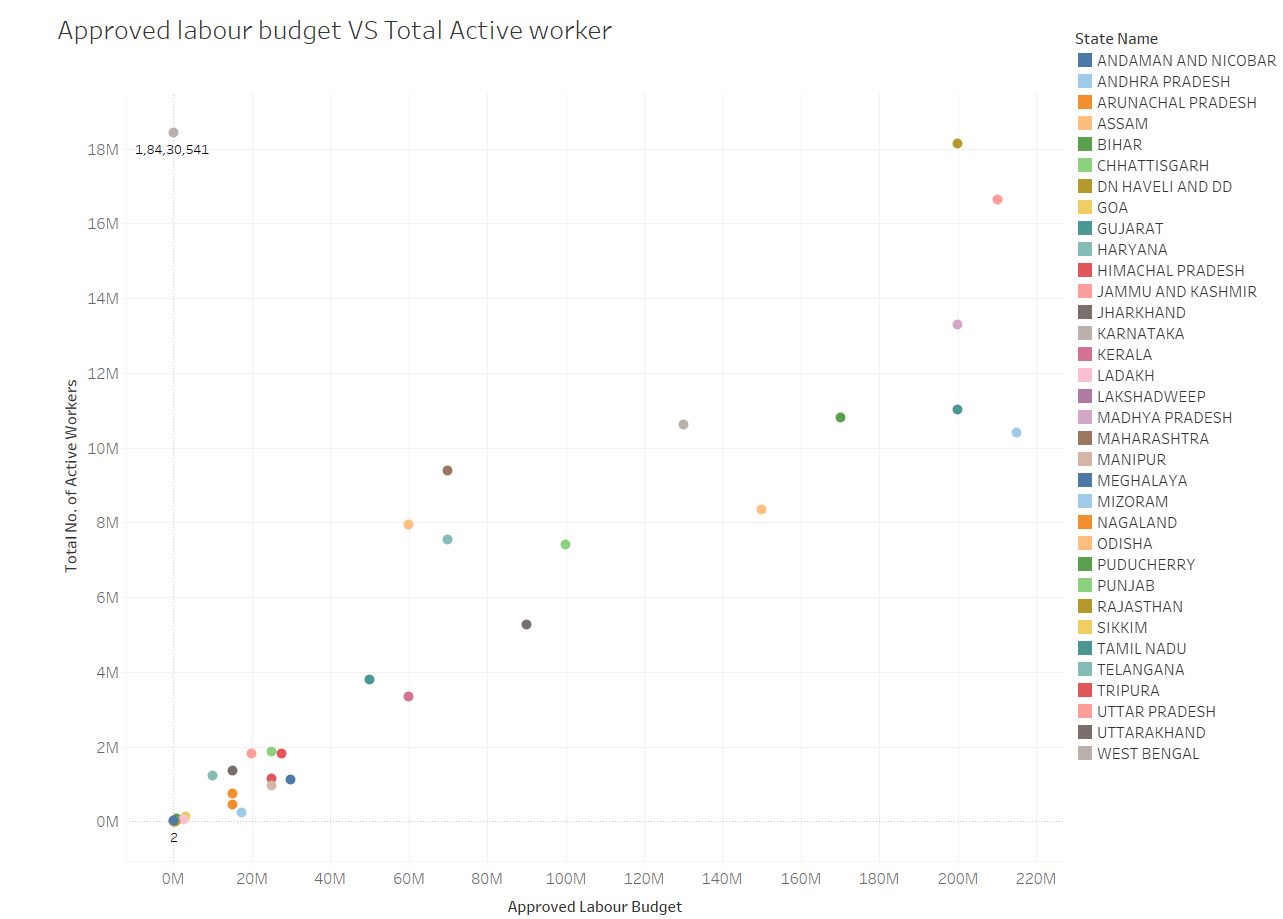 Approved labour budget VS Total Active worker
State Name
ANDAMAN AND NICOBAR
ANDHRA PRADESH
ARUNACHAL PRADESH
ASSAM
BIHAR
CHHATTISGARH
DN HAVELI AND DD
GOA
GUJARAT
HARYANA
HIMACHAL PRADESH
JAMMU AND KASHMIR
JHARKHAND
KARNATAKA
KERALA
LADAKH
LAKSHADWEEP
MADHYA PRADESH
MAHARASHTRA
MANIPUR
MEGHALAYA
MIZORAM
NAGALAND
ODISHA
PUDUCHERRY
PUNJAB
RAJASTHAN
SIKKIM
TAMIL NADU
TELANGANA
TRIPURA
UTTAR PRADESH
UTTARAKHAND
WEST BENGAL
Total No. of Active Workers
18M
16M
14M
12M
10M
8M
6M
4M
2M
0M
1,84,30,541
2
0M 20M 40M 60M 80M 100M 120M 140M 160M 180M 200M 220M
Approved Labour Budget